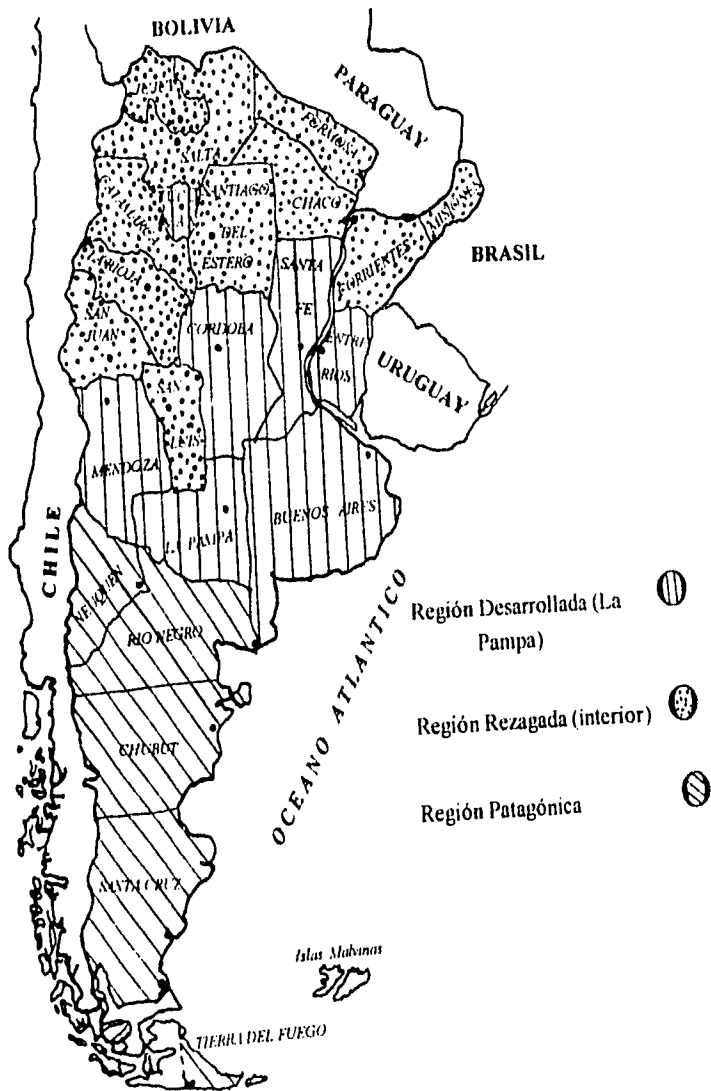 BOLIVIA
PARAGUAY
JUJUY
FORMOSA
SALTA
CATAMARCA
SANTIAGO
DEL
ESTERO
CHACO
MISIONES
BRASIL
CORRIENTES
LA RIOJA
SANTA
FE
SAN
JUAN
CORDOBA
ENTRE
RIOS
URUGUAY
SAN
LUIS
MENDOZA
BUENOS AIRES
LA PAMPA
CHILE
NEUQUEN
RIO NEGRO
OCEANO ATLANTICO
Región Desarrollada (La
Pampa)
Región Rezagada (interior)
CHUBUT
Región Patagónica
SANTA CRUZ
Islas Malvinas
TIERRA DEL FUEGO